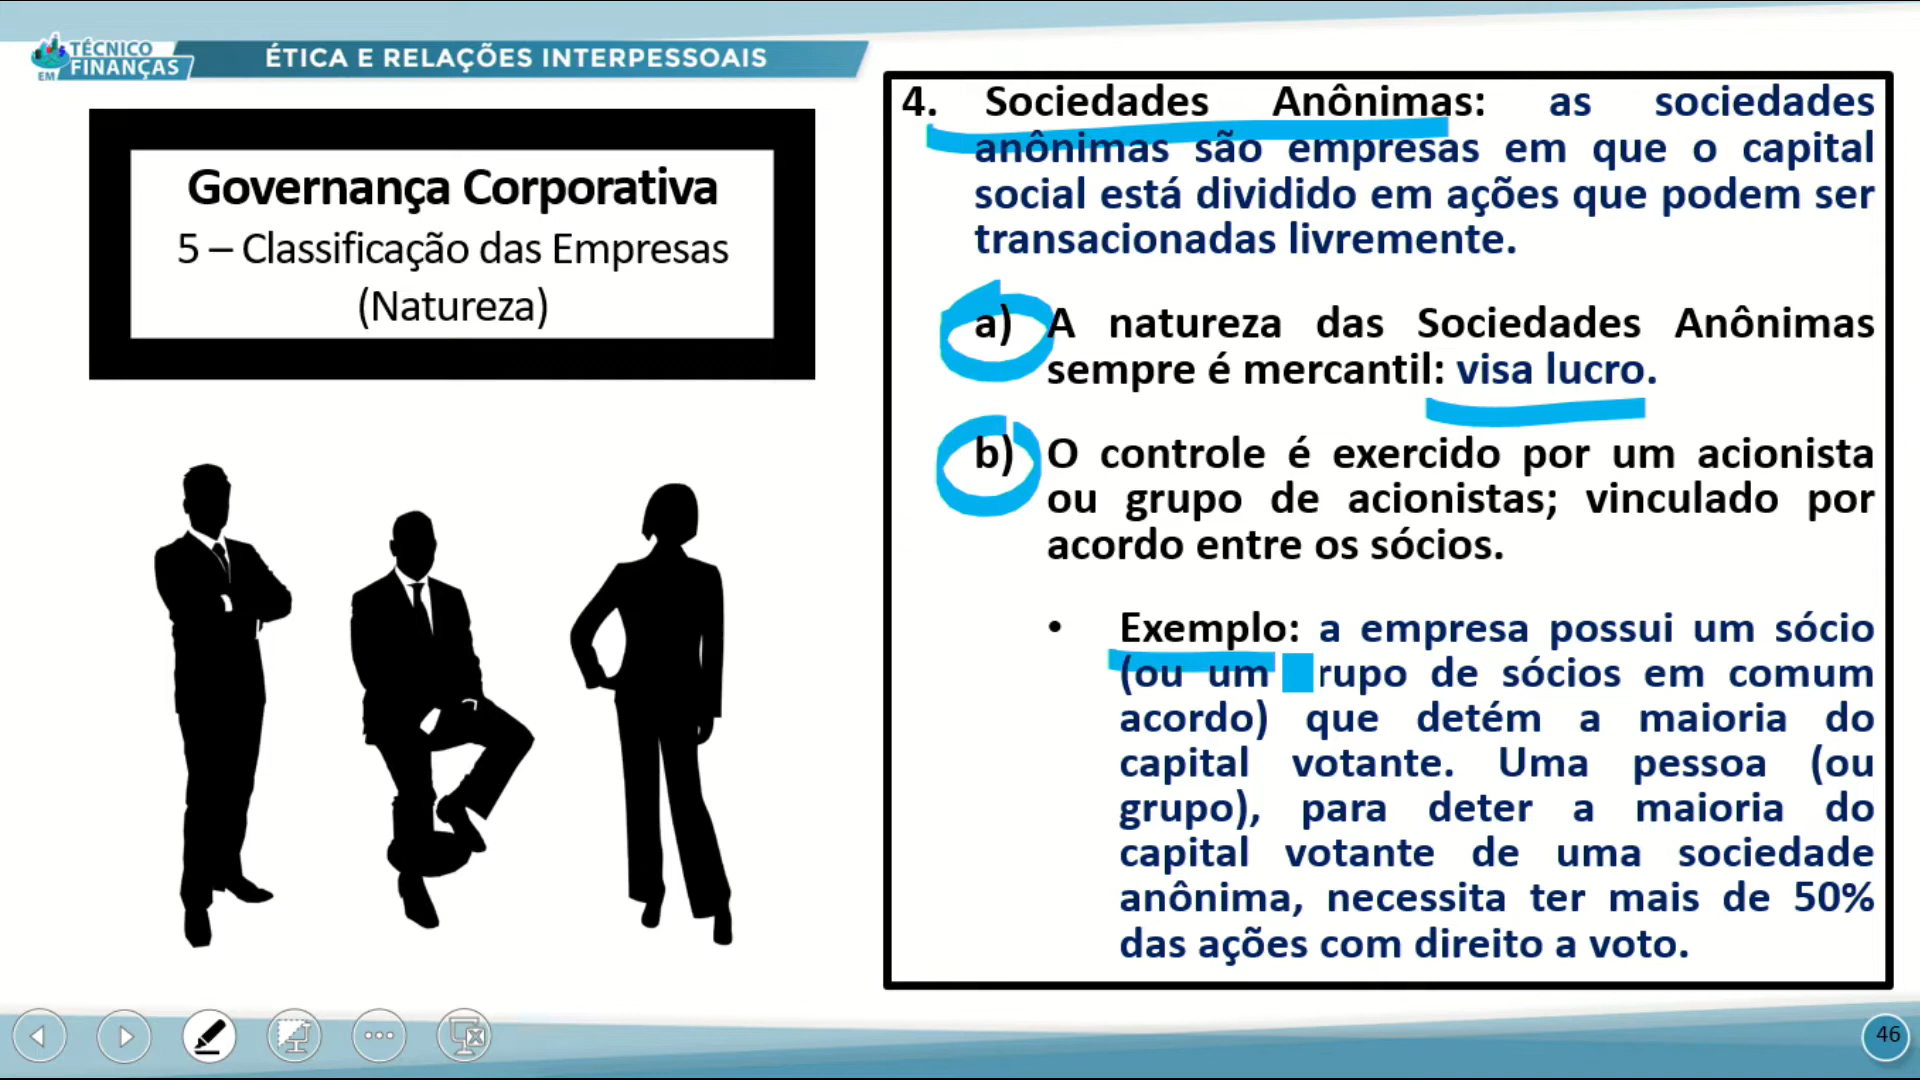 TÉCNICO
EM FINANÇAS
ÉTICA E RELAÇÕES INTERPESSOAIS
Governança Corporativa
5 – Classificação das Empresas
(Natureza)
4. Sociedades Anônimas: as sociedades
anônimas são empresas em que o capital
social está dividido em ações que podem ser
transacionadas livremente.
a) A natureza das Sociedades Anônimas
sempre é mercantil: visa lucro.
b) O controle é exercido por um acionista
ou grupo de acionistas; vinculado por
acordo entre os sócios.
• Exemplo: a empresa possui um sócio
(ou um rupo de sócios em comum
acordo) que detém a maioria do
capital votante. Uma pessoa (ou
grupo), para deter a maioria do
capital votante de uma sociedade
anônima, necessita ter mais de 50%
das ações com direito a voto.
46